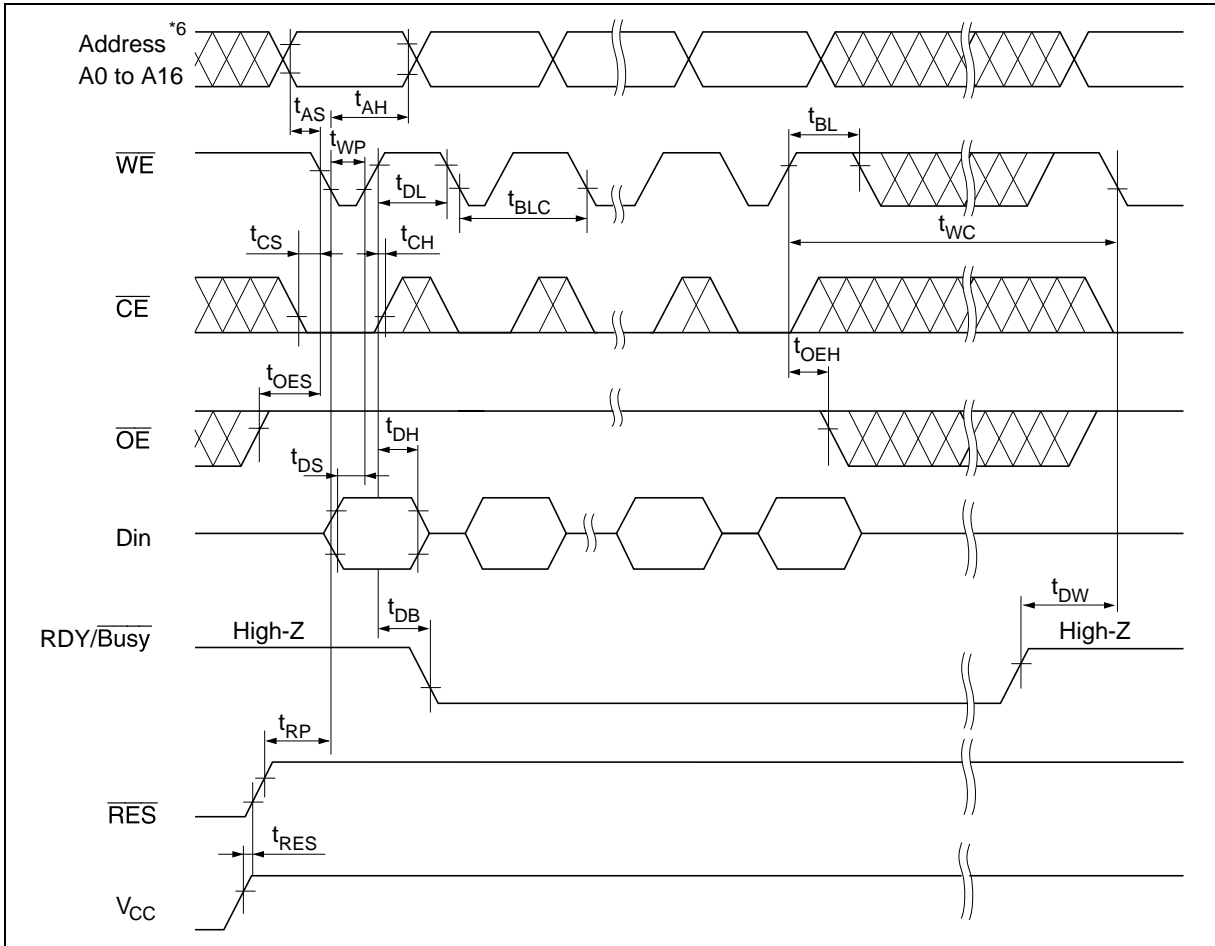 Address *6
A0 to A16
tAS
tAH
tWP
tBL
WE
tDL
tBLC
tWC
tCS
tCH
CE
tOES
tOEH
OE
tDH
tDS
Din
tDB
tDW
RDY/Busy
High-Z
High-Z
tRP
RES
tRES
VCC